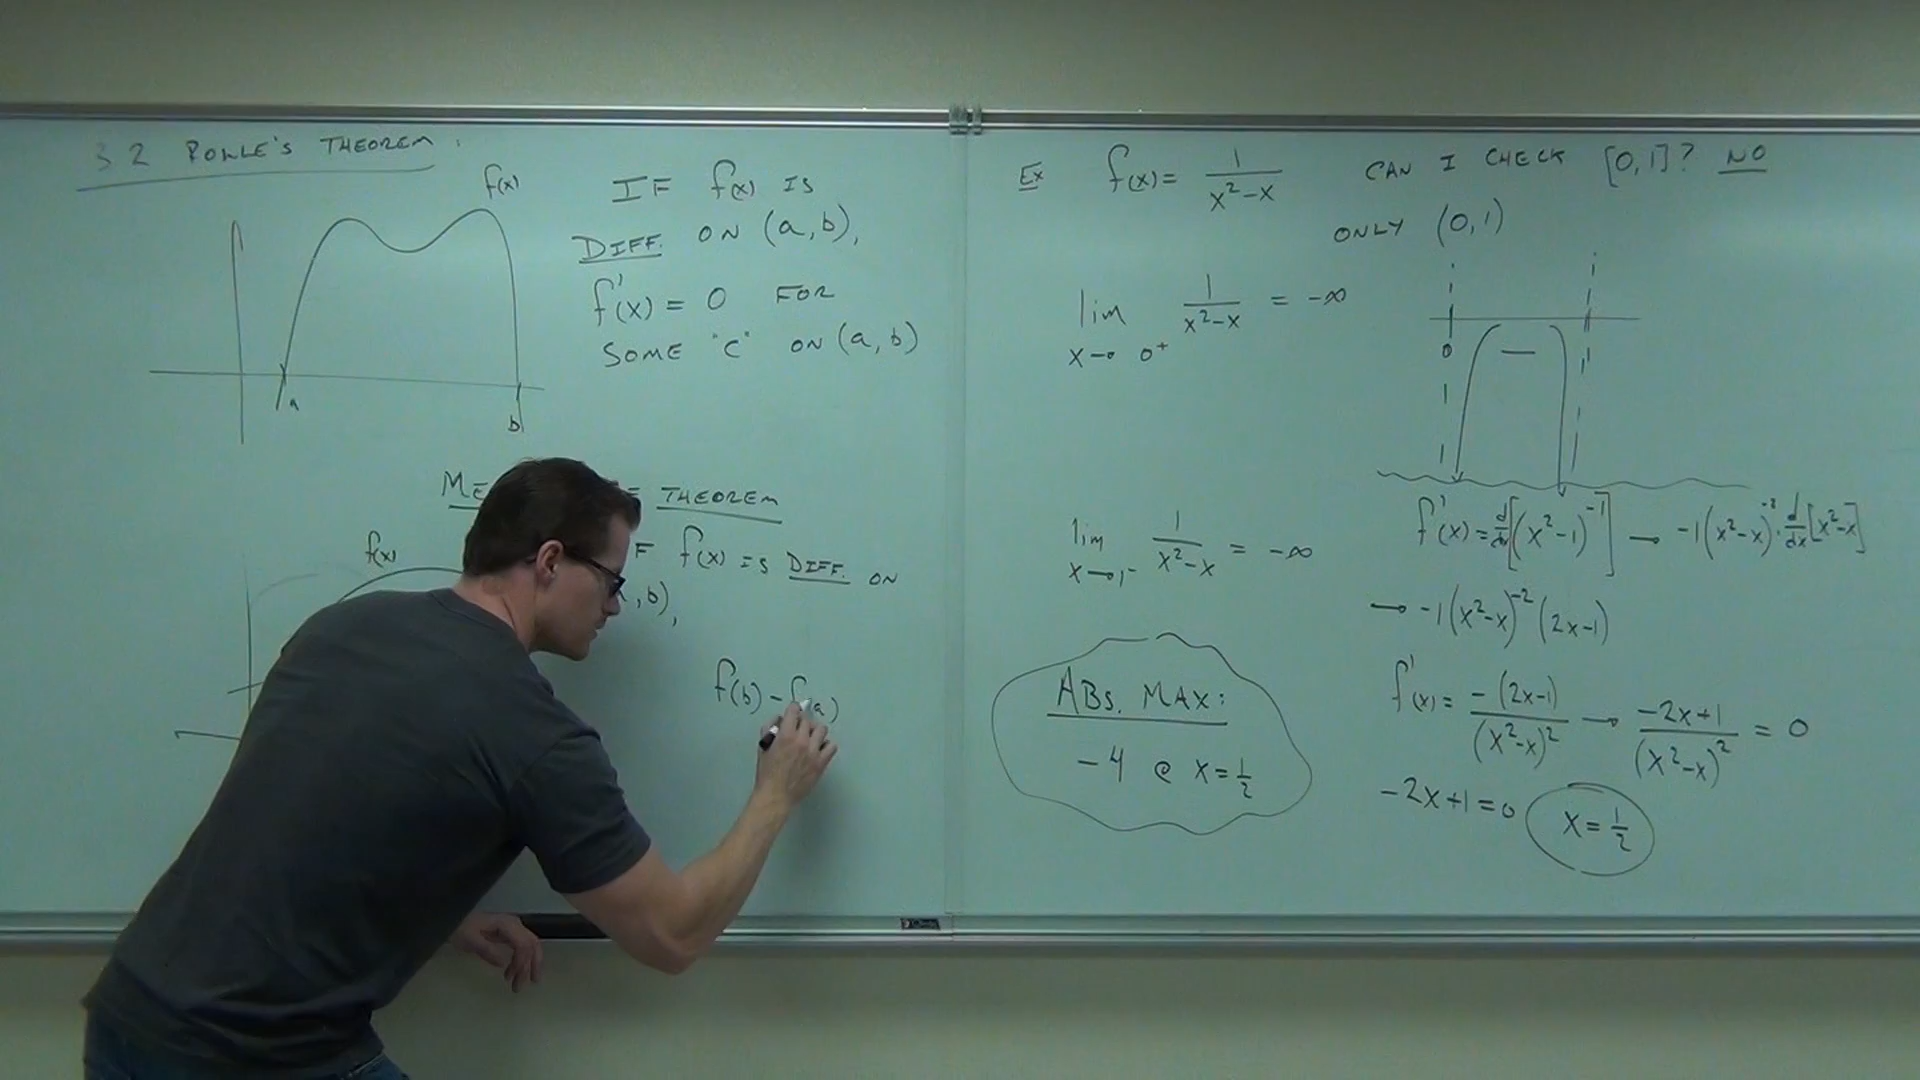 3.2 ROLLE'S THEOREM:
f(x)
a
b
IF f(x) IS
DIFF. ON (a,b),
f'(x) = 0 FOR
SOME "C" ON (a,b)
THEOREM
f(x)
F f(x) IS DIFF. ON
,b),
f(b) - f(a)
Ex f(x) = 1/(x²-x) CAN I CHECK [0,1]? NO
ONLY (0,1)
lim x→0⁺ 1/(x²-x) = -∞
0 1
lim x→1⁻ 1/(x²-x) = -∞
ABS. MAX:
-4 @ x=1/2
f'(x) = d/dx[(x²-1)⁻¹] → -1(x²-x)⁻²·d/dx[x²-x]
→ -1(x²-x)⁻²(2x-1)
f'(x) = -(2x-1)/(x²-x)² → (-2x+1)/(x²-x)² = 0
-2x+1=0 x=1/2